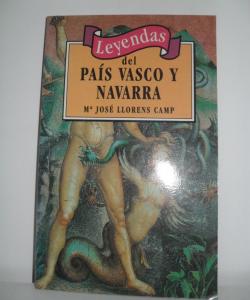 Leyendas
del
PAÍS VASCO Y
NAVARRA
Mª JOSÉ LLORENS CAMP